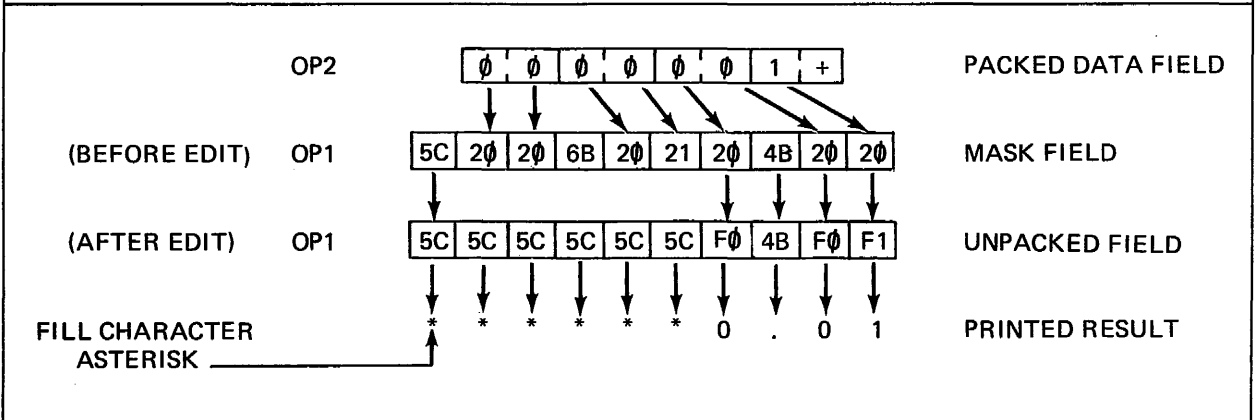 OP2 ø ø ø ø ø ø 1 + PACKED DATA FIELD
(BEFORE EDIT) OP1 5C 2ø 2ø 6B 2ø 21 2ø 4B 2ø 2ø MASK FIELD
(AFTER EDIT) OP1 5C 5C 5C 5C 5C 5C Fø 4B Fø F1 UNPACKED FIELD
FILL CHARACTER * * * * * * 0 . 0 1 PRINTED RESULT
ASTERISK